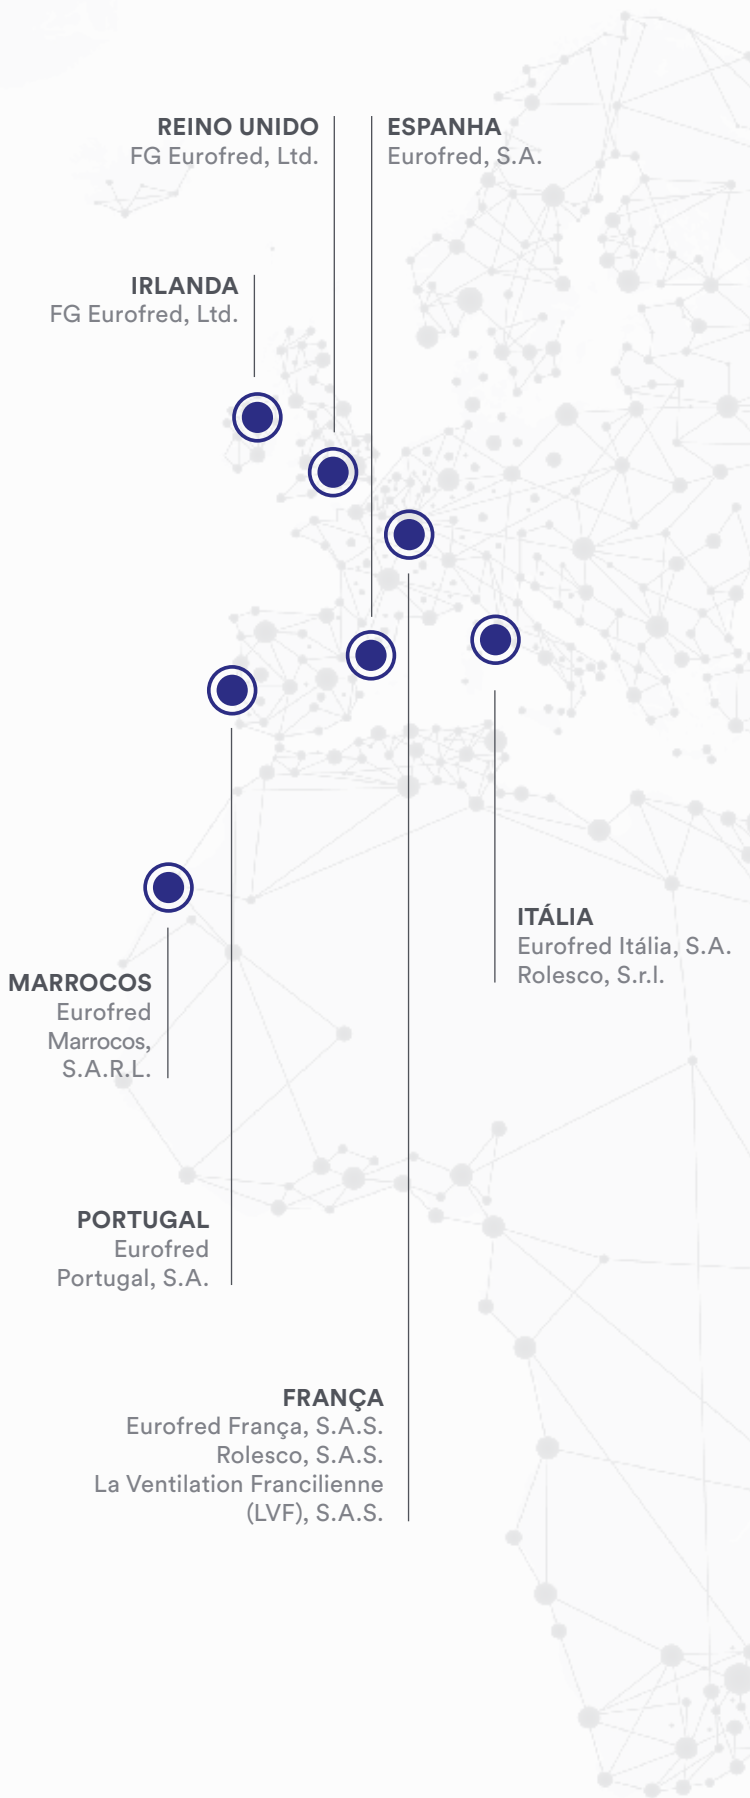 REINO UNIDO
FG Eurofred, Ltd.
ESPANHA
Eurofred, S.A.
IRLANDA
FG Eurofred, Ltd.
ITÁLIA
Eurofred Itália, S.A.
Rolesco, S.r.l.
MARROCOS
Eurofred
Marrocos,
S.A.R.L.
PORTUGAL
Eurofred
Portugal, S.A.
FRANÇA
Eurofred França, S.A.S.
Rolesco, S.A.S.
La Ventilation Francilienne
(LVF), S.A.S.